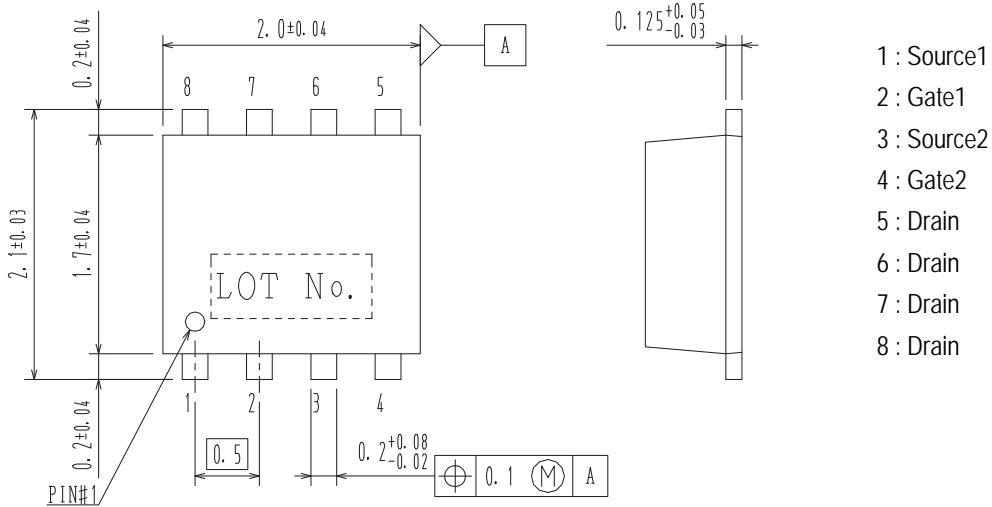 2.0±0.04
A
0.125 +0.05 -0.03
0.2±0.04
8 7 6 5
2.1±0.03
1.7±0.04
LOT No.
1 2 3 4
0.2±0.04
0.5
0.2 +0.08 -0.02
⌖ 0.1 Ⓜ A
PIN#1
1 : Source1
2 : Gate1
3 : Source2
4 : Gate2
5 : Drain
6 : Drain
7 : Drain
8 : Drain